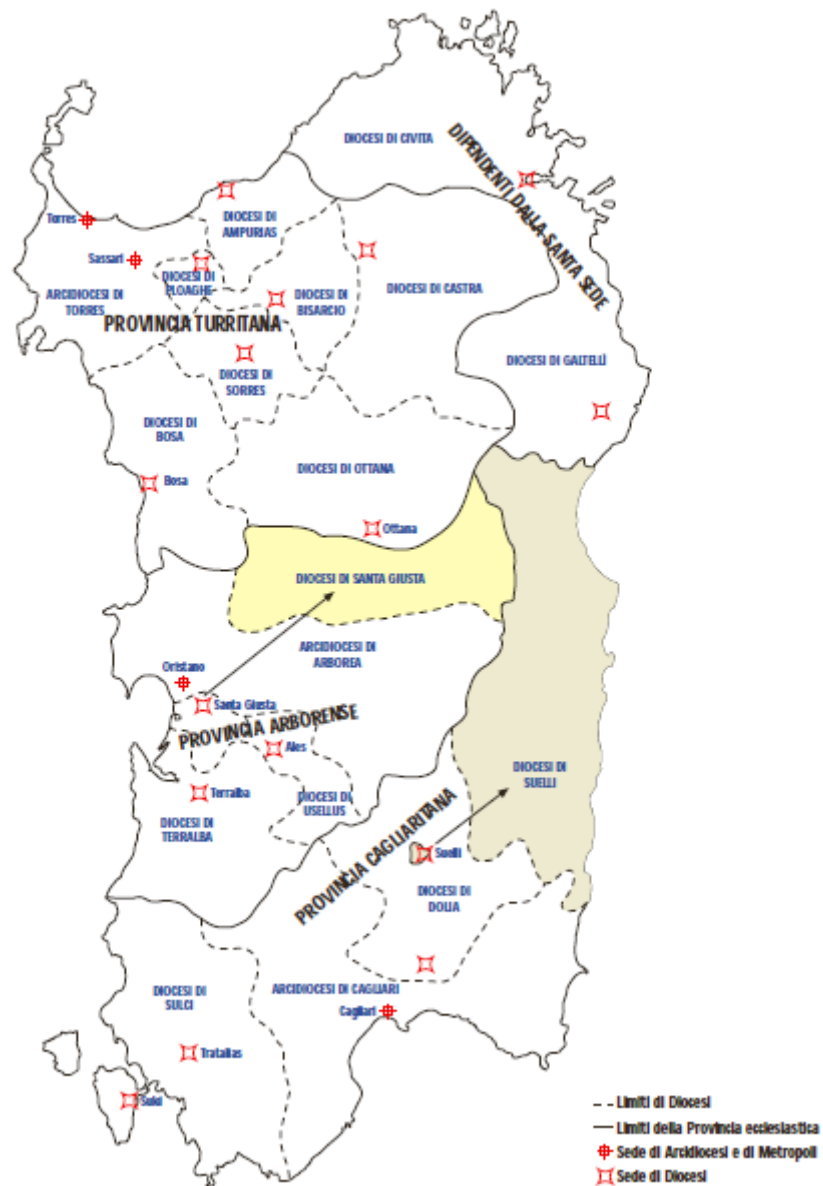 DIOCESI DI CIVITA
DIPENDENTI DALLA SANTA SEDE
DIOCESI DI
AMPURIAS
Torres
Sassari
DIOCESI DI
PLOAGHE
ARCIDIOCESI DI
TORRES
DIOCESI DI
BISARCIO
DIOCESI DI CASTRA
PROVINCIA TURRITANA
DIOCESI DI GALTELLÌ
DIOCESI DI
SORRES
DIOCESI DI
BOSA
DIOCESI DI OTTANA
Bosa
Ottana
DIOCESI DI SANTA GIUSTA
ARCIDIOCESI DI
ARBOREA
Oristano
Santa Giusta
PROVINCIA ARBORENSE
Ales
DIOCESI DI
SUELLI
Terralba
DIOCESI DI
USELLUS
DIOCESI DI
TERRALBA
PROVINCIA CAGLIARITANA
Suelli
DIOCESI DI
DOLIA
DIOCESI DI
SULCI
ARCIDIOCESI DI CAGLIARI
Cagliari
Tratalias
Sulci
Limiti di Diocesi
Limiti della Provincia ecclesiastica
Sede di Arcidiocesi e di Metropoli
Sede di Diocesi